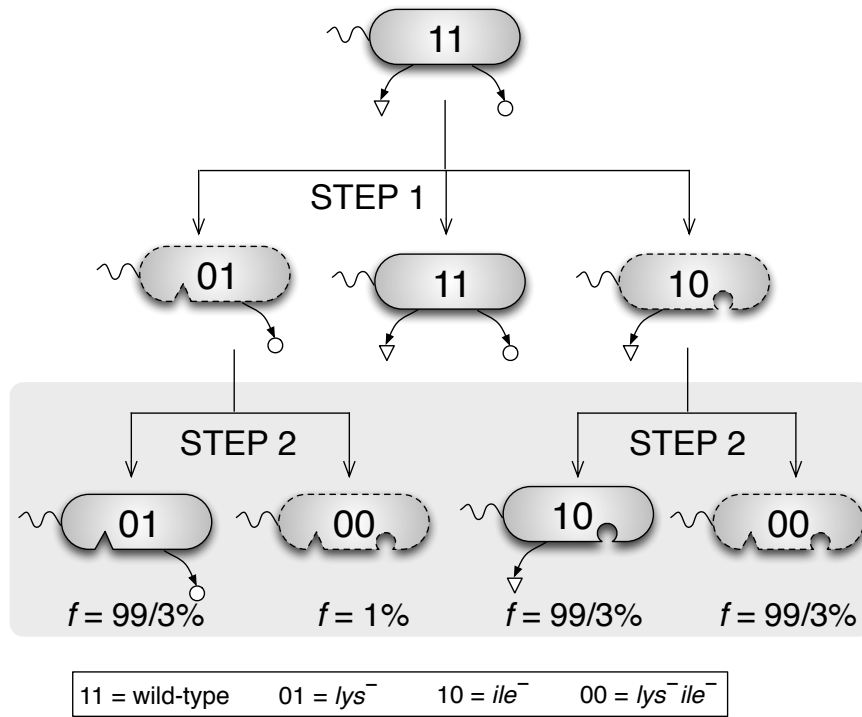 11
STEP 1
01 11 10
STEP 2 STEP 2
01 00 10 00
f = 99/3% f = 1% f = 99/3% f = 99/3%
11 = wild-type 01 = lys⁻ 10 = ile⁻ 00 = lys⁻ ile⁻